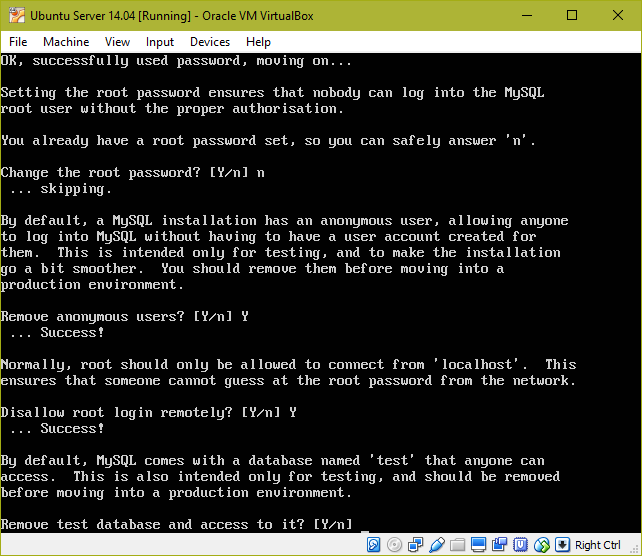 Ubuntu Server 14.04 [Running] - Oracle VM VirtualBox
File Machine View Input Devices Help
OK, successfully used password, moving on...
Setting the root password ensures that nobody can log into the MySQL
root user without the proper authorisation.
You already have a root password set, so you can safely answer 'n'.
Change the root password? [Y/n] n
... skipping.
By default, a MySQL installation has an anonymous user, allowing anyone
to log into MySQL without having to have a user account created for
them.  This is intended only for testing, and to make the installation
go a bit smoother.  You should remove them before moving into a
production environment.
Remove anonymous users? [Y/n] Y
... Success!
Normally, root should only be allowed to connect from 'localhost'.  This
ensures that someone cannot guess at the root password from the network.
Disallow root login remotely? [Y/n] Y
... Success!
By default, MySQL comes with a database named 'test' that anyone can
access.  This is also intended only for testing, and should be removed
before moving into a production environment.
Remove test database and access to it? [Y/n] _
Right Ctrl